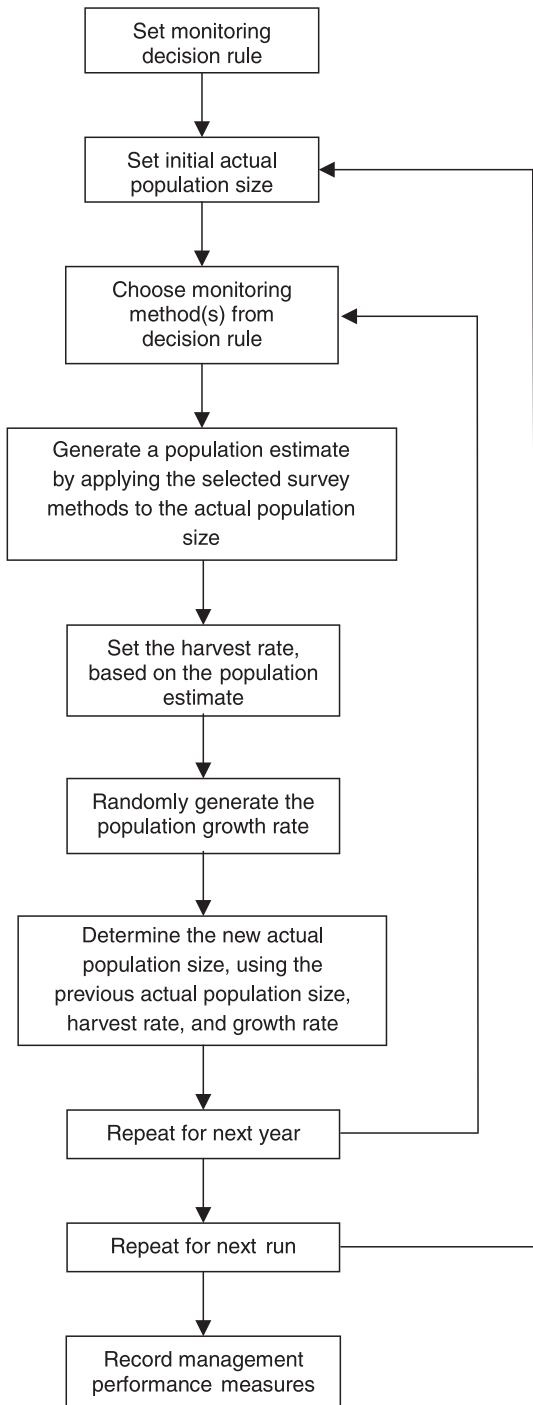 Set monitoring
decision rule
Set initial actual
population size
Choose monitoring
method(s) from
decision rule
Generate a population estimate
by applying the selected survey
methods to the actual population
size
Set the harvest rate,
based on the population
estimate
Randomly generate the
population growth rate
Determine the new actual
population size, using the
previous actual population size,
harvest rate, and growth rate
Repeat for next year
Repeat for next run
Record management
performance measures